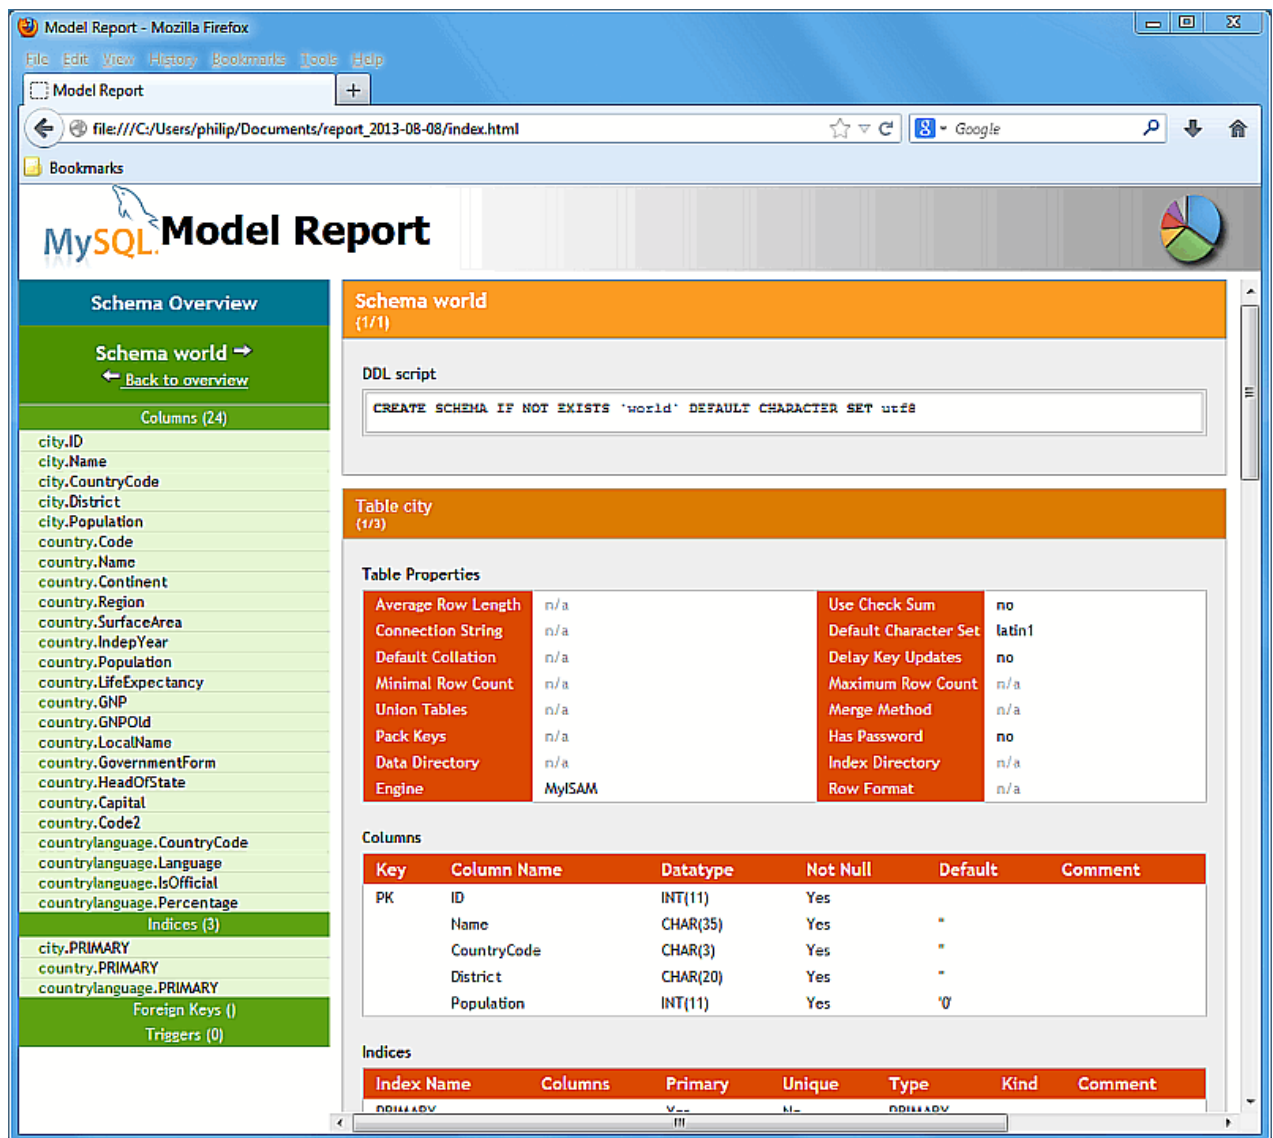 Model Report - Mozilla Firefox
File Edit View History Bookmarks Tools Help
Model Report
file:///C:/Users/philip/Documents/report_2013-08-08/index.html
8 Google
Bookmarks
MySQL. Model Report
Schema Overview
Schema world
Back to overview
Columns (24)
city.ID
city.Name
city.CountryCode
city.District
city.Population
country.Code
country.Name
country.Continent
country.Region
country.SurfaceArea
country.IndepYear
country.Population
country.LifeExpectancy
country.GNP
country.GNPOld
country.LocalName
country.GovernmentForm
country.HeadOfState
country.Capital
country.Code2
countrylanguage.CountryCode
countrylanguage.Language
countrylanguage.IsOfficial
countrylanguage.Percentage
Indices (3)
city.PRIMARY
country.PRIMARY
countrylanguage.PRIMARY
Foreign Keys ()
Triggers (0)
Schema world
(1/1)
DDL script
CREATE SCHEMA IF NOT EXISTS `world` DEFAULT CHARACTER SET utf8
Table city
(1/3)
Table Properties
Average Row Length n/a Use Check Sum no
Connection String n/a Default Character Set latin1
Default Collation n/a Delay Key Updates no
Minimal Row Count n/a Maximum Row Count n/a
Union Tables n/a Merge Method n/a
Pack Keys n/a Has Password no
Data Directory n/a Index Directory n/a
Engine MyISAM Row Format n/a
Columns
Key Column Name Datatype Not Null Default Comment
PK ID INT(11) Yes
Name CHAR(35) Yes ''
CountryCode CHAR(3) Yes ''
District CHAR(20) Yes ''
Population INT(11) Yes '0'
Indices
Index Name Columns Primary Unique Type Kind Comment
PRIMARY Yes No PRIMARY